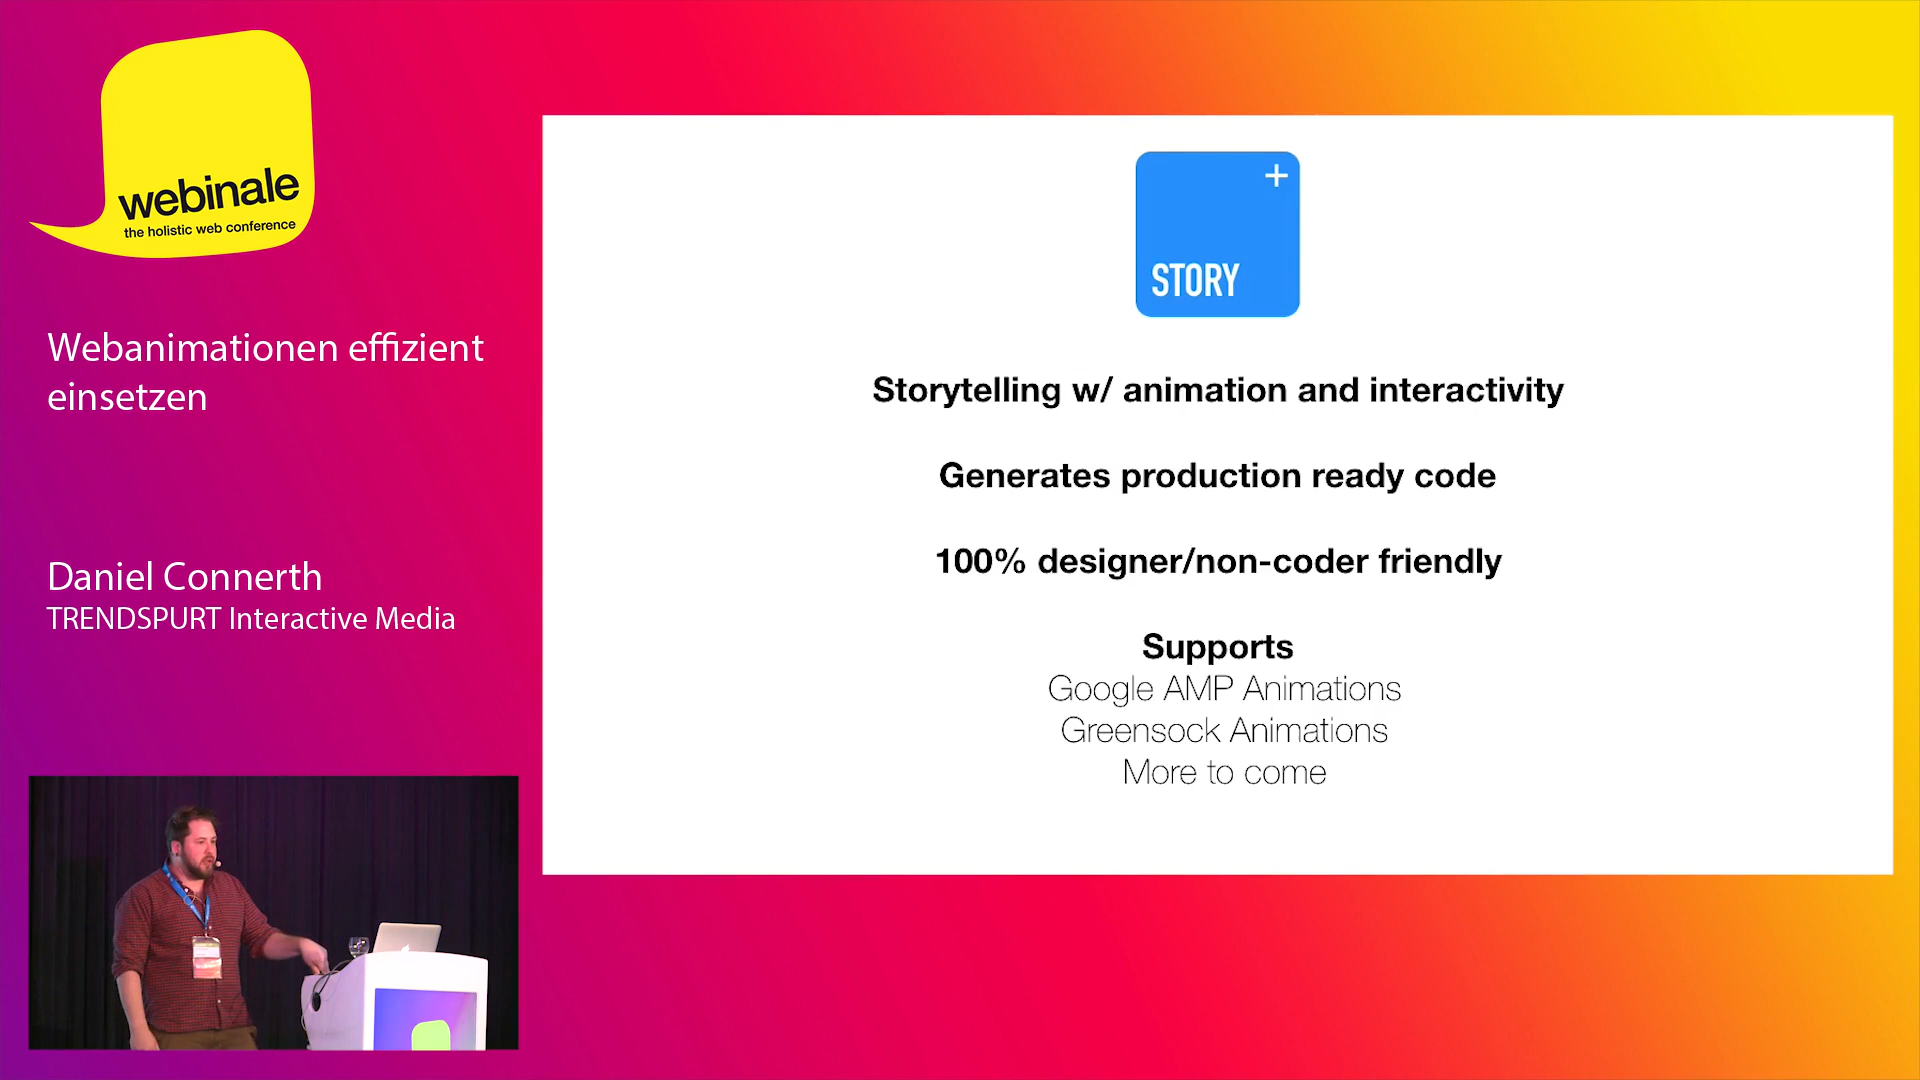 webinale
the holistic web conference
Webanimationen effizient
einsetzen
Daniel Connerth
TRENDSPURT Interactive Media
+
STORY
Storytelling w/ animation and interactivity
Generates production ready code
100% designer/non-coder friendly
Supports
Google AMP Animations
Greensock Animations
More to come